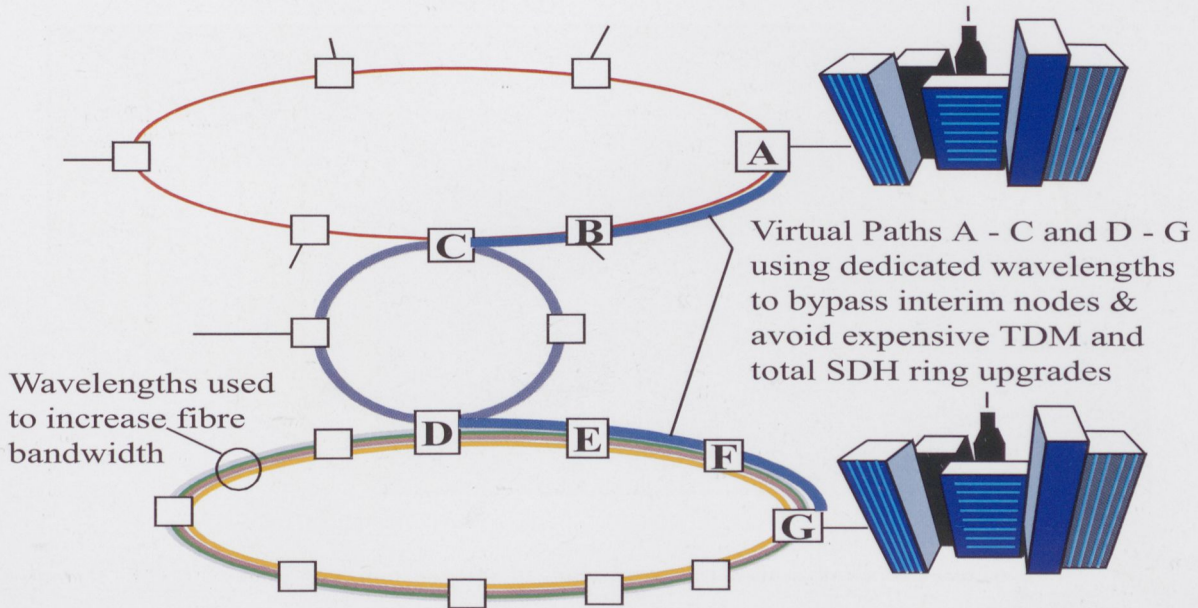 A
B
C
Virtual Paths A - C and D - G
using dedicated wavelengths
to bypass interim nodes &
avoid expensive TDM and
total SDH ring upgrades
Wavelengths used
to increase fibre
bandwidth
D
E
F
G